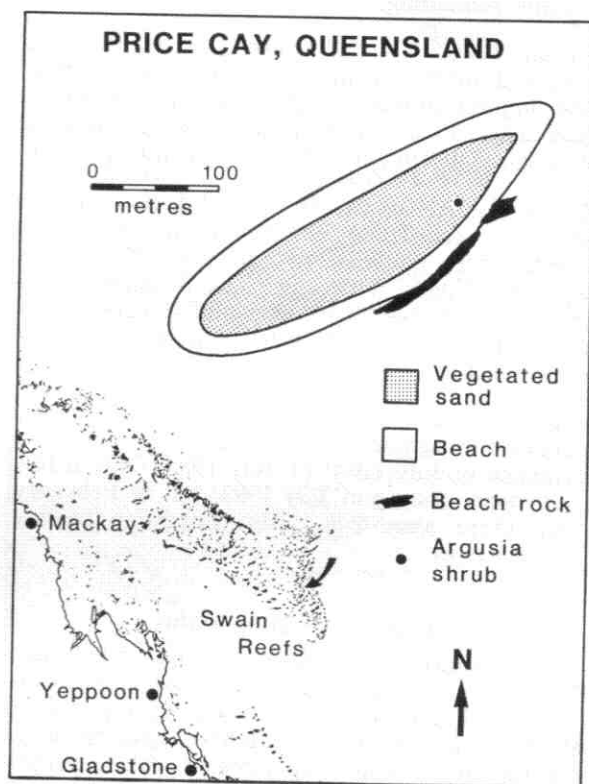 PRICE CAY, QUEENSLAND
0 100
metres
Vegetated
sand
Beach
Beach rock
Argusia
shrub
Mackay
Swain
Reefs
Yeppoon
Gladstone
N